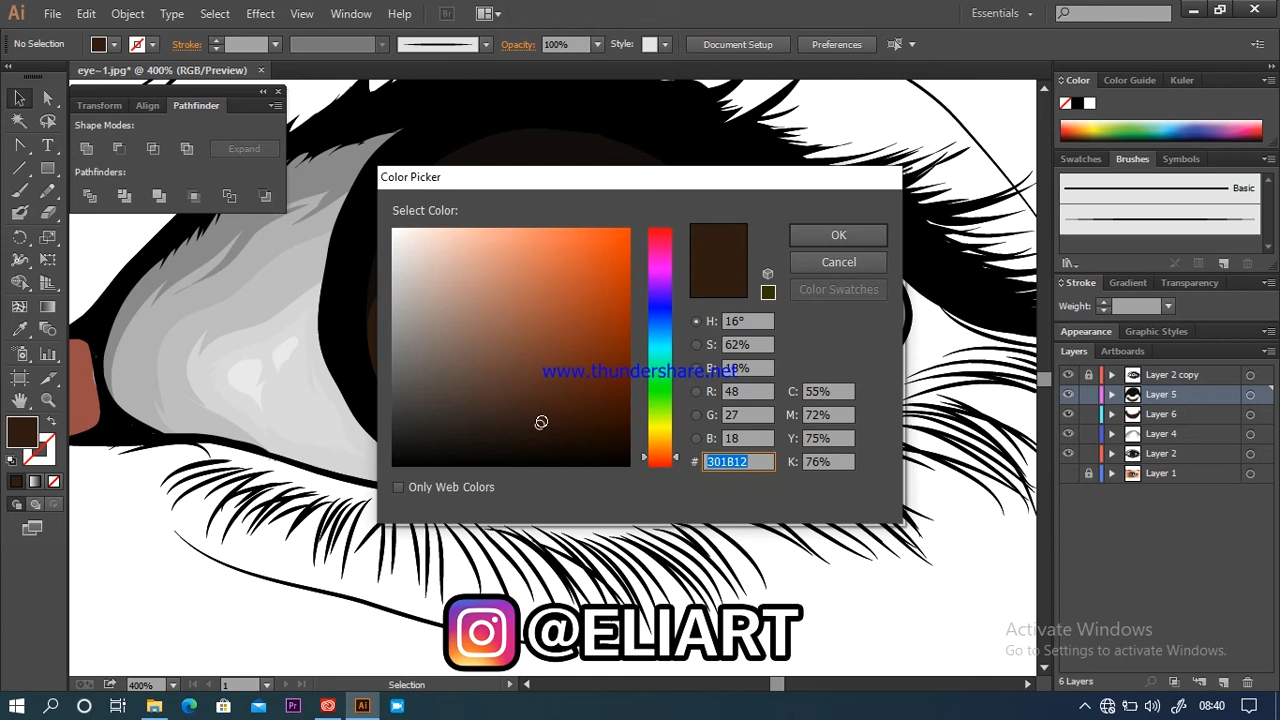 Ai File Edit Object Type Select Effect View Window Help Br Essentials
No Selection Stroke: Opacity: 100% Style: Document Setup Preferences
eye~1.jpg* @ 400% (RGB/Preview) ×
Transform Align Pathfinder
Shape Modes:
Expand
Pathfinders:
Color Picker
Select Color:
OK
Cancel
Color Swatches
H: 16°
S: 62%
R: 48
G: 27
B: 18
# 301B12
C: 55%
M: 72%
Y: 75%
K: 76%
Only Web Colors
www.thundershare.net
Color Color Guide Kuler
Swatches Brushes Symbols
Basic
Stroke Gradient Transparency
Weight:
Appearance Graphic Styles
Layers Artboards
Layer 2 copy
Layer 5
Layer 6
Layer 4
Layer 2
Layer 1
6 Layers
@ELIART
Activate Windows
Go to Settings to activate Windows.
400% 1 Selection
Pr Ai 08:40